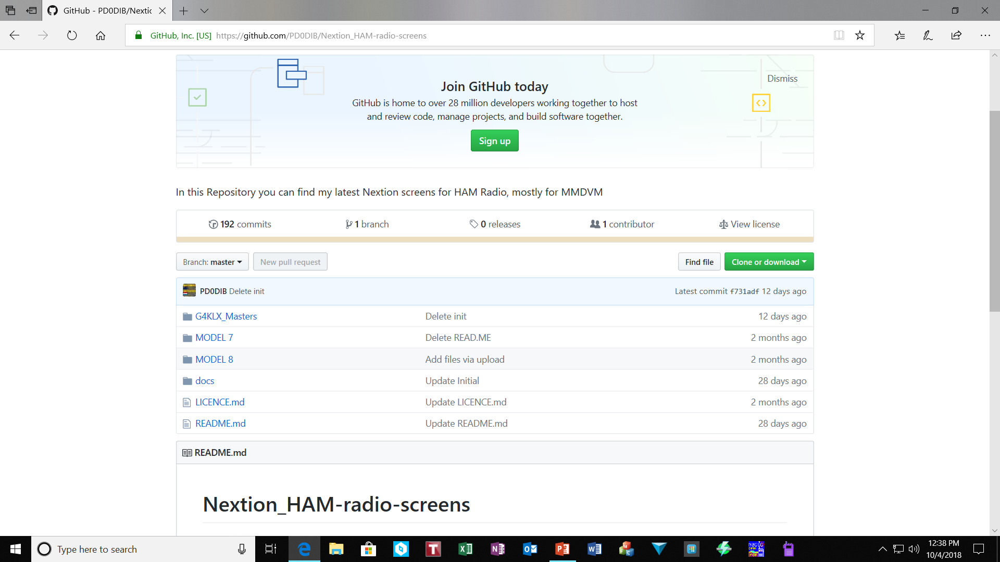 GitHub - PD0DIB/Nextic
GitHub, Inc. [US] https://github.com/PD0DIB/Nextion_HAM-radio-screens
Join GitHub today
Dismiss
GitHub is home to over 28 million developers working together to host
and review code, manage projects, and build software together.
Sign up
In this Repository you can find my latest Nextion screens for HAM Radio, mostly for MMDVM
192 commits 1 branch 0 releases 1 contributor View license
Branch: master New pull request Find file Clone or download
PD0DIB Delete init Latest commit f731adf 12 days ago
G4KLX_Masters Delete init 12 days ago
MODEL 7 Delete READ.ME 2 months ago
MODEL 8 Add files via upload 2 months ago
docs Update Initial 28 days ago
LICENCE.md Update LICENCE.md 2 months ago
README.md Update README.md 28 days ago
README.md
Nextion_HAM-radio-screens
Type here to search
12:38 PM
10/4/2018